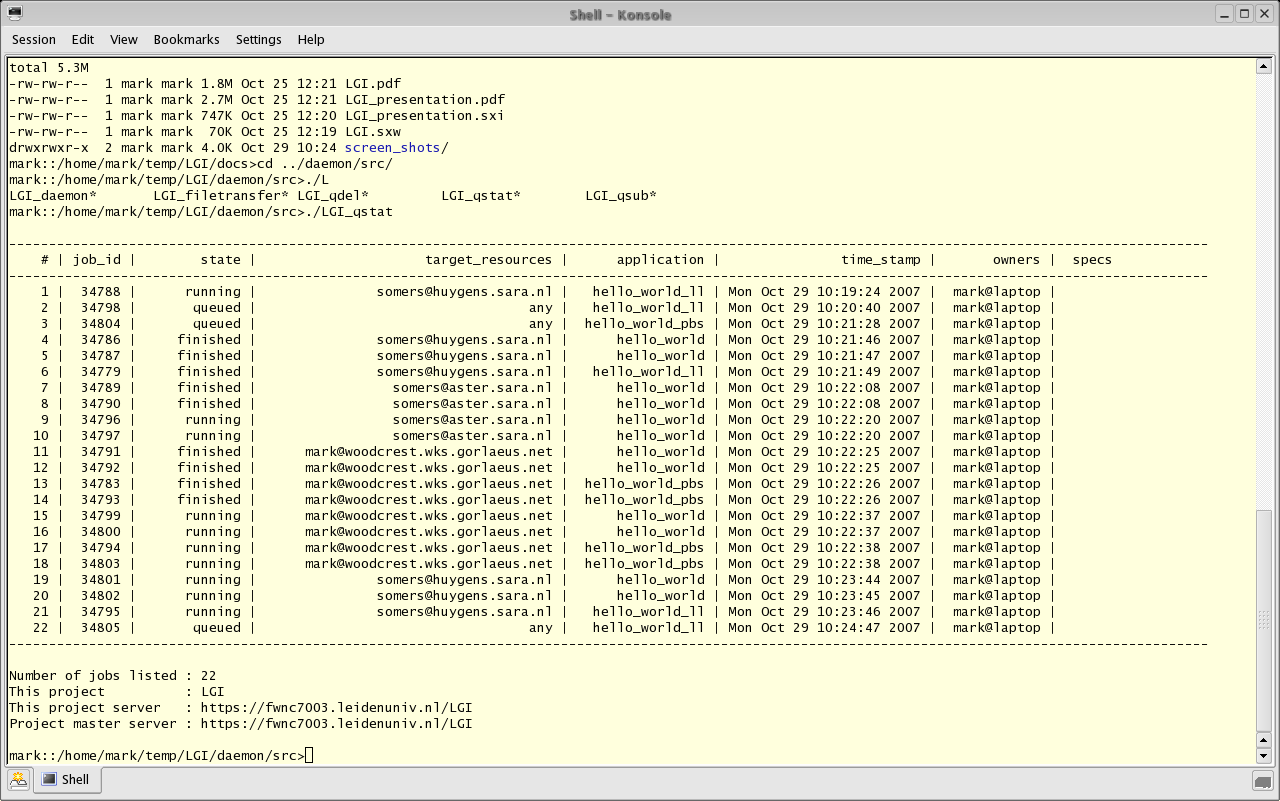 Shell - Konsole
Session Edit View Bookmarks Settings Help
total 5.3M
-rw-rw-r--  1 mark mark 1.8M Oct 25 12:21 LGI.pdf
-rw-rw-r--  1 mark mark 2.7M Oct 25 12:21 LGI_presentation.pdf
-rw-rw-r--  1 mark mark 747K Oct 25 12:20 LGI_presentation.sxi
-rw-rw-r--  1 mark mark  70K Oct 25 12:19 LGI.sxw
drwxrwxr-x  2 mark mark 4.0K Oct 29 10:24 screen_shots/
mark::/home/mark/temp/LGI/docs>cd ../daemon/src/
mark::/home/mark/temp/LGI/daemon/src>./L
LGI_daemon*       LGI_filetransfer* LGI_qdel*         LGI_qstat*        LGI_qsub*
mark::/home/mark/temp/LGI/daemon/src>./LGI_qstat
------------------------------------------------------------------------------------------------------------------------------------------------------
# | job_id | state | target_resources | application | time_stamp | owners | specs
------------------------------------------------------------------------------------------------------------------------------------------------------
1 | 34788 | running | somers@huygens.sara.nl | hello_world_ll | Mon Oct 29 10:19:24 2007 | mark@laptop |
2 | 34798 | queued | any | hello_world_ll | Mon Oct 29 10:20:40 2007 | mark@laptop |
3 | 34804 | queued | any | hello_world_pbs | Mon Oct 29 10:21:28 2007 | mark@laptop |
4 | 34786 | finished | somers@huygens.sara.nl | hello_world | Mon Oct 29 10:21:46 2007 | mark@laptop |
5 | 34787 | finished | somers@huygens.sara.nl | hello_world | Mon Oct 29 10:21:47 2007 | mark@laptop |
6 | 34779 | finished | somers@huygens.sara.nl | hello_world_ll | Mon Oct 29 10:21:49 2007 | mark@laptop |
7 | 34789 | finished | somers@aster.sara.nl | hello_world | Mon Oct 29 10:22:08 2007 | mark@laptop |
8 | 34790 | finished | somers@aster.sara.nl | hello_world | Mon Oct 29 10:22:08 2007 | mark@laptop |
9 | 34796 | running | somers@aster.sara.nl | hello_world | Mon Oct 29 10:22:20 2007 | mark@laptop |
10 | 34797 | running | somers@aster.sara.nl | hello_world | Mon Oct 29 10:22:20 2007 | mark@laptop |
11 | 34791 | finished | mark@woodcrest.wks.gorlaeus.net | hello_world | Mon Oct 29 10:22:25 2007 | mark@laptop |
12 | 34792 | finished | mark@woodcrest.wks.gorlaeus.net | hello_world | Mon Oct 29 10:22:25 2007 | mark@laptop |
13 | 34783 | finished | mark@woodcrest.wks.gorlaeus.net | hello_world_pbs | Mon Oct 29 10:22:26 2007 | mark@laptop |
14 | 34793 | finished | mark@woodcrest.wks.gorlaeus.net | hello_world_pbs | Mon Oct 29 10:22:26 2007 | mark@laptop |
15 | 34799 | running | mark@woodcrest.wks.gorlaeus.net | hello_world | Mon Oct 29 10:22:37 2007 | mark@laptop |
16 | 34800 | running | mark@woodcrest.wks.gorlaeus.net | hello_world | Mon Oct 29 10:22:37 2007 | mark@laptop |
17 | 34794 | running | mark@woodcrest.wks.gorlaeus.net | hello_world_pbs | Mon Oct 29 10:22:38 2007 | mark@laptop |
18 | 34803 | running | mark@woodcrest.wks.gorlaeus.net | hello_world_pbs | Mon Oct 29 10:22:38 2007 | mark@laptop |
19 | 34801 | running | somers@huygens.sara.nl | hello_world | Mon Oct 29 10:23:44 2007 | mark@laptop |
20 | 34802 | running | somers@huygens.sara.nl | hello_world | Mon Oct 29 10:23:45 2007 | mark@laptop |
21 | 34795 | running | somers@huygens.sara.nl | hello_world_ll | Mon Oct 29 10:23:46 2007 | mark@laptop |
22 | 34805 | queued | any | hello_world_ll | Mon Oct 29 10:24:47 2007 | mark@laptop |
------------------------------------------------------------------------------------------------------------------------------------------------------
Number of jobs listed : 22
This project          : LGI
This project server   : https://fwnc7003.leidenuniv.nl/LGI
Project master server : https://fwnc7003.leidenuniv.nl/LGI
mark::/home/mark/temp/LGI/daemon/src>
Shell